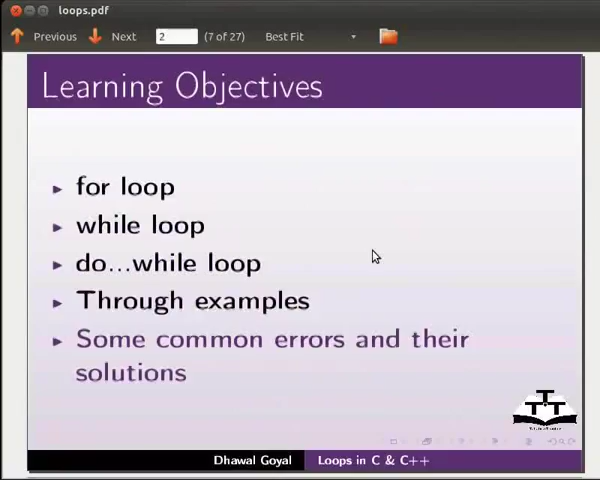 loops.pdf
Previous Next 2 (7 of 27) Best Fit
Learning Objectives
for loop
while loop
do...while loop
Through examples
Some common errors and their
solutions
Dhawal Goyal Loops in C & C++